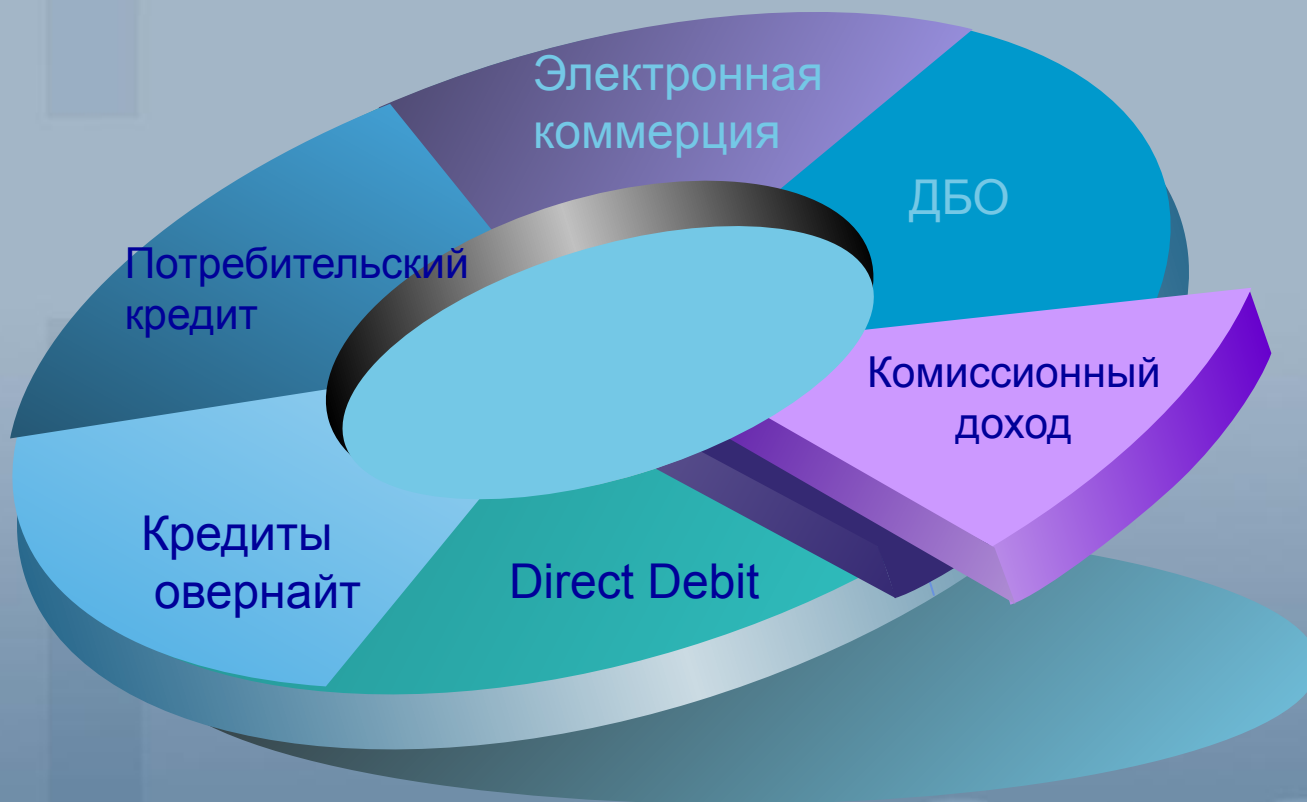 Электронная
коммерция
ДБО
Потребительский
кредит
Комиссионный
доход
Кредиты
овернайт
Direct Debit